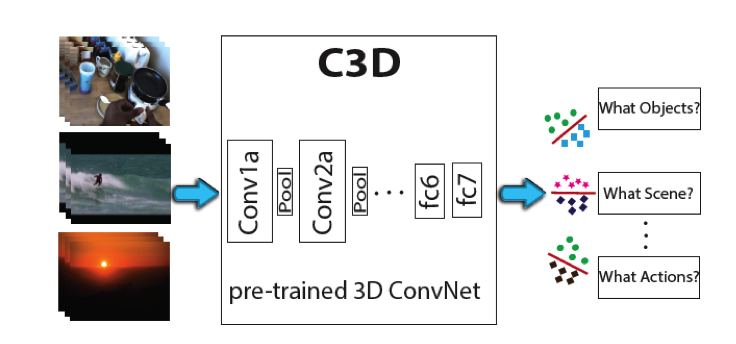 C3D
Conv1a
Pool
Conv2a
Pool
...
fc6
fc7
pre-trained 3D ConvNet
What Objects?
What Scene?
What Actions?